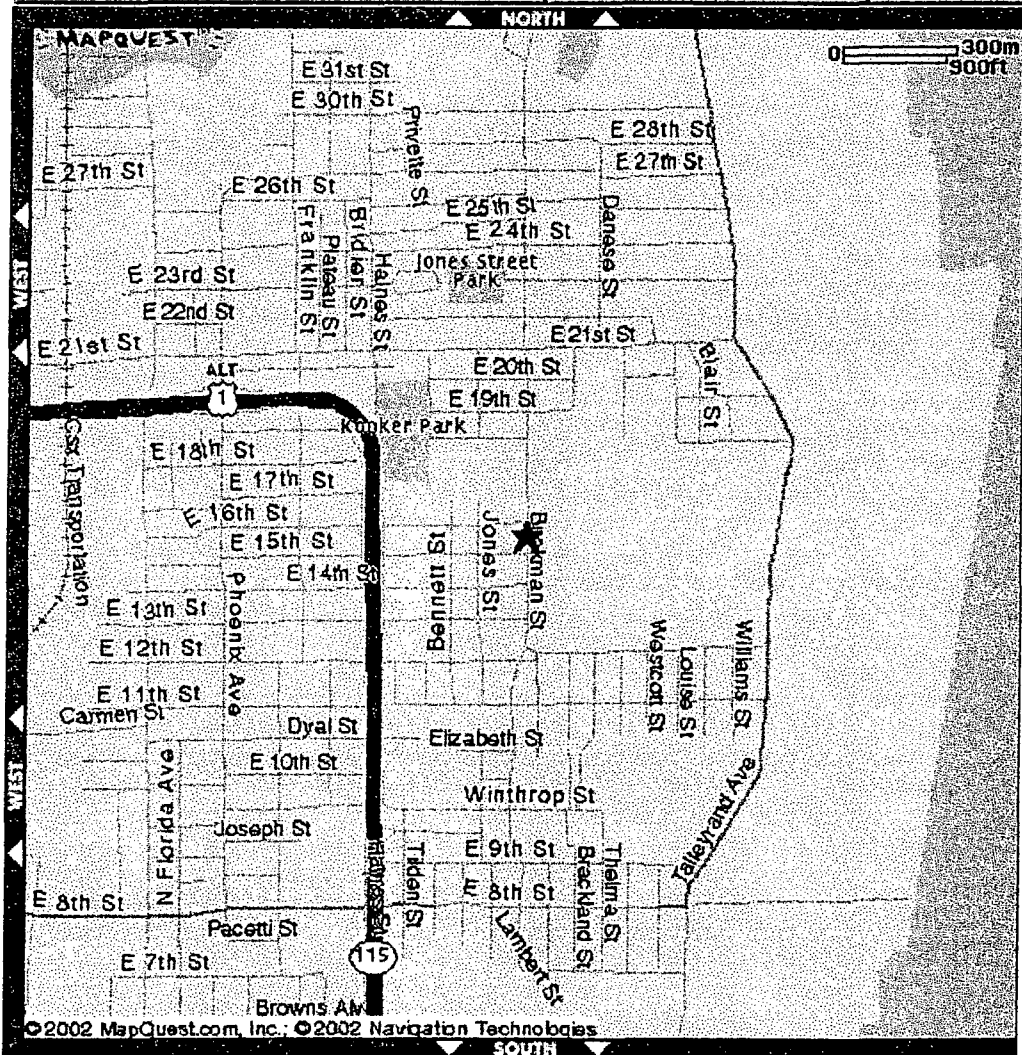 NORTH
MAPQUEST
0 300m
900ft
E 31st St
E 30th St
Privette St
E 28th St
E 27th St
E 27th St
E 26th St
E 25th St
E 24th St
Danese St
Franklin St
Plateau St
Bridier St
Haines St
Jones Street
Park
WEST
E 23rd St
E 22nd St
E 21st St
E 21st St
E 20th St
Blair St
ALT
1
E 19th St
Kooker Park
E 18th St
Csx Transportation
E 17th St
E 16th St
E 15th St
E 14th St
Bennett St
Jones St
Phoenix Ave
E 13th St
E 12th St
Westcott St
Louise St
Williams St
E 11th St
Carmen St
Dyal St
Elizabeth St
E 10th St
N Florida Ave
WEST
Winthrop St
Talleyrand Ave
Joseph St
Haines St
Tilden St
E 9th St
E 8th St
E 8th St
Brackland St
Thelma St
Lambert St
Pacetti St
115
E 7th St
Browns
©2002 MapQuest.com, Inc.; ©2002 Navigation Technologies
SOUTH